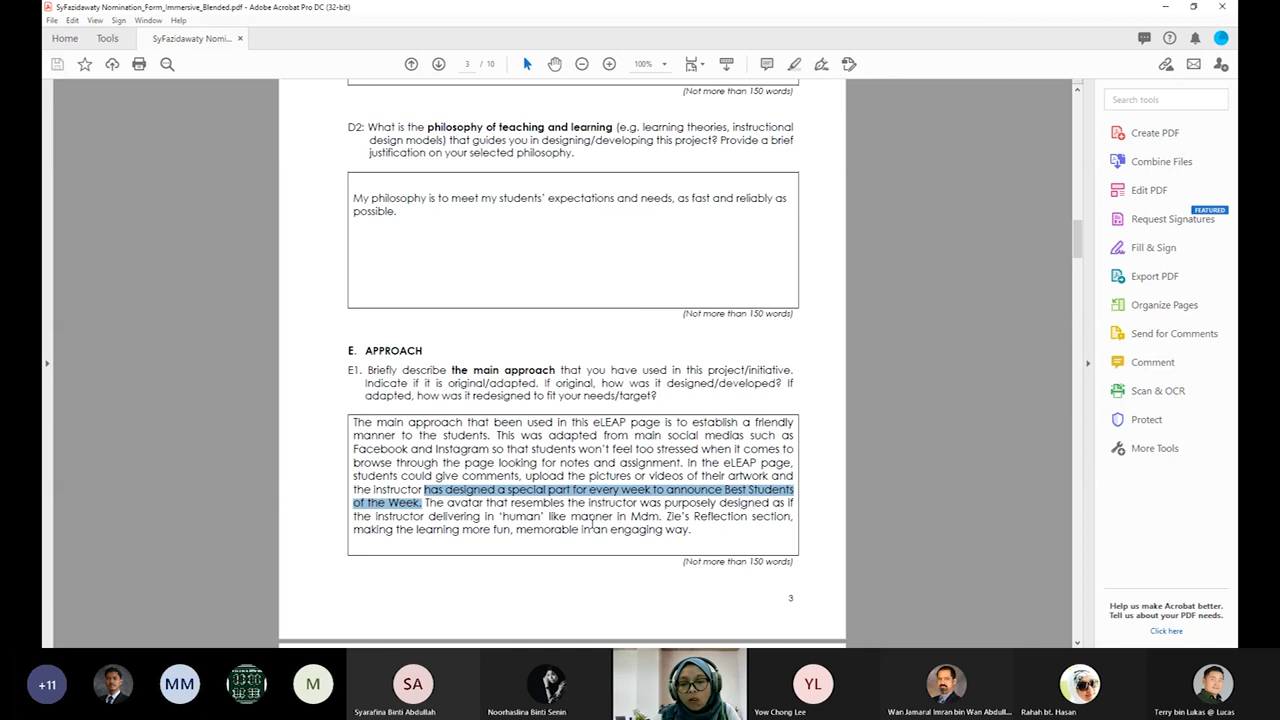 SyFazidawaty Nomination_Form_Immersive_Blended.pdf - Adobe Acrobat Pro DC (32-bit)
File Edit View Sign Window Help
Home Tools SyFazidawaty Nomi... ×
3 / 10 100%
(Not more than 150 words)
D2: What is the philosophy of teaching and learning (e.g. learning theories, instructional
design models) that guides you in designing/developing this project? Provide a brief
justification on your selected philosophy.
My philosophy is to meet my students' expectations and needs, as fast and reliably as
possible.
(Not more than 150 words)
E. APPROACH
E1. Briefly describe the main approach that you have used in this project/initiative.
Indicate if it is original/adapted. If original, how was it designed/developed? If
adapted, how was it redesigned to fit your needs/target?
The main approach that been used in this eLEAP page is to establish a friendly
manner to the students. This was adapted from main social medias such as
Facebook and Instagram so that students won't feel too stressed when it comes to
browse through the page looking for notes and assignment. In the eLEAP page,
students could give comments, upload the pictures or videos of their artwork and
the instructor has designed a special part for every week to announce Best Students
of the Week. The avatar that resembles the instructor was purposely designed as if
the instructor delivering in 'human' like manner in Mdm. Zie's Reflection section,
making the learning more fun, memorable in an engaging way.
(Not more than 150 words)
3
Search tools
Create PDF
Combine Files
Edit PDF
FEATURED
Request Signatures
Fill & Sign
Export PDF
Organize Pages
Send for Comments
Comment
Scan & OCR
Protect
More Tools
Help us make Acrobat better.
Tell us about your PDF needs.
Click here
+11 MM M SA YL
Syarafina Binti Abdullah Noorhaslina Binti Senin Yow Chong Lee Wan Jamarul Imran bin Wan Abdull... Rahah bt. Hasan Terry bin Lukas @ Lucas